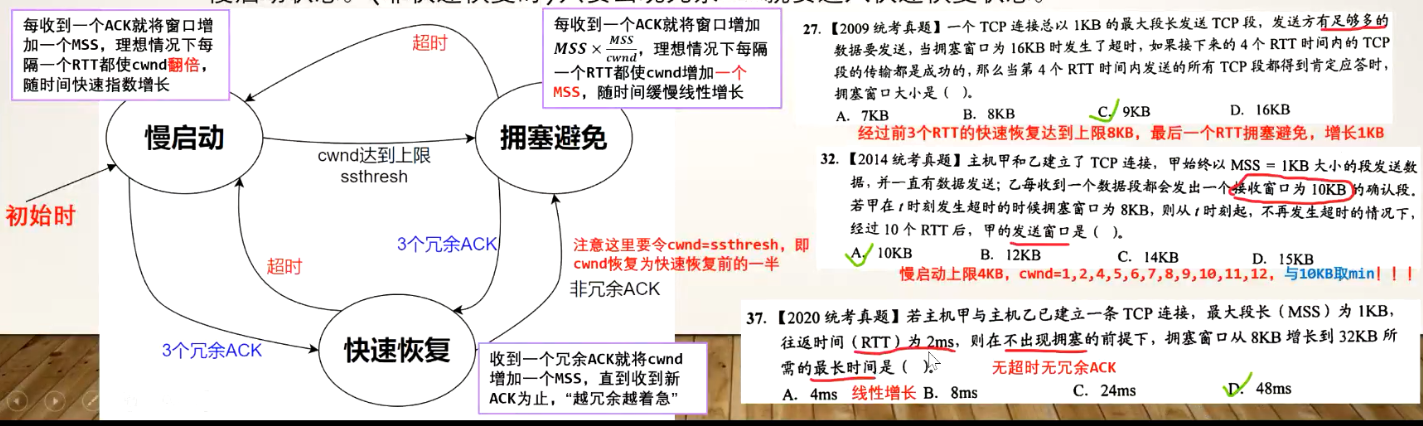 每收到一个ACK就将窗口增
加一个MSS，理想情况下每
隔一个RTT都使cwnd翻倍，
随时间快速指数增长
超时
每收到一个ACK就将窗口增加
MSS × MSS/cwnd，理想情况下每隔
一个RTT都使cwnd增加一个
MSS，随时间缓慢线性增长
慢启动
拥塞避免
cwnd达到上限
ssthresh
初始时
3个冗余ACK
超时
注意这里要令cwnd=ssthresh，即
cwnd恢复为快速恢复前的一半
非冗余ACK
3个冗余ACK
快速恢复
收到一个冗余ACK就将cwnd
增加一个MSS，直到收到新
ACK为止，“越冗余越着急”
27. 【2009 统考真题】一个 TCP 连接总以 1KB 的最大段长发送 TCP 段，发送方有足够多的
数据要发送，当拥塞窗口为 16KB 时发生了超时，如果接下来的 4 个 RTT 时间内的 TCP
段的传输都是成功的，那么当第 4 个 RTT 时间内发送的所有 TCP 段都得到肯定应答时，
拥塞窗口大小是（ ）。
A. 7KB B. 8KB C. 9KB D. 16KB
经过前3个RTT的快速恢复达到上限8KB，最后一个RTT拥塞避免，增长1KB
32. 【2014 统考真题】主机甲和乙建立了 TCP 连接，甲始终以 MSS = 1KB 大小的段发送数
据，并一直有数据发送；乙每收到一个数据段都会发出一个接收窗口为 10KB 的确认段。
若甲在 t 时刻发生超时的时候拥塞窗口为 8KB，则从 t 时刻起，不再发生超时的情况下，
经过 10 个 RTT 后，甲的发送窗口是（ ）。
A. 10KB B. 12KB C. 14KB D. 15KB
慢启动上限4KB，cwnd=1,2,4,5,6,7,8,9,10,11,12，与10KB取min！！！
37. 【2020 统考真题】若主机甲与主机乙已建立一条 TCP 连接，最大段长（MSS）为 1KB，
往返时间（RTT）为 2ms，则在不出现拥塞的前提下，拥塞窗口从 8KB 增长到 32KB 所
需的最长时间是（ ）。
无超时无冗余ACK
A. 4ms 线性增长 B. 8ms C. 24ms D. 48ms